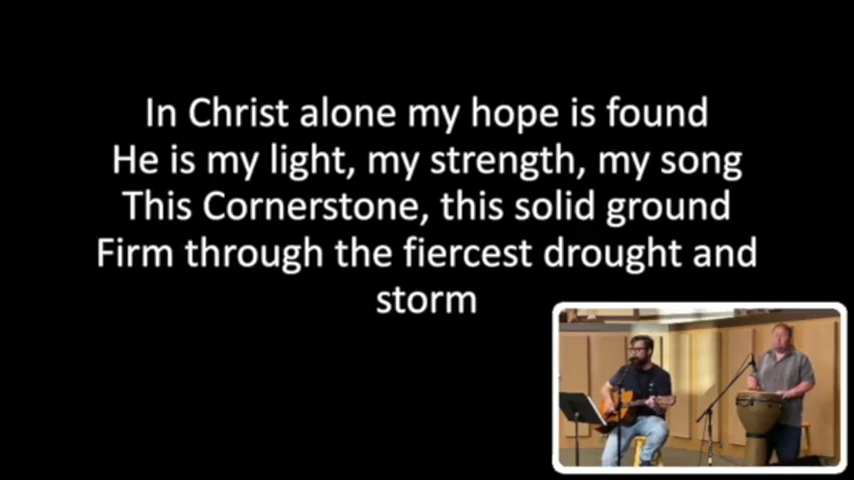 In Christ alone my hope is found
He is my light, my strength, my song
This Cornerstone, this solid ground
Firm through the fiercest drought and
storm